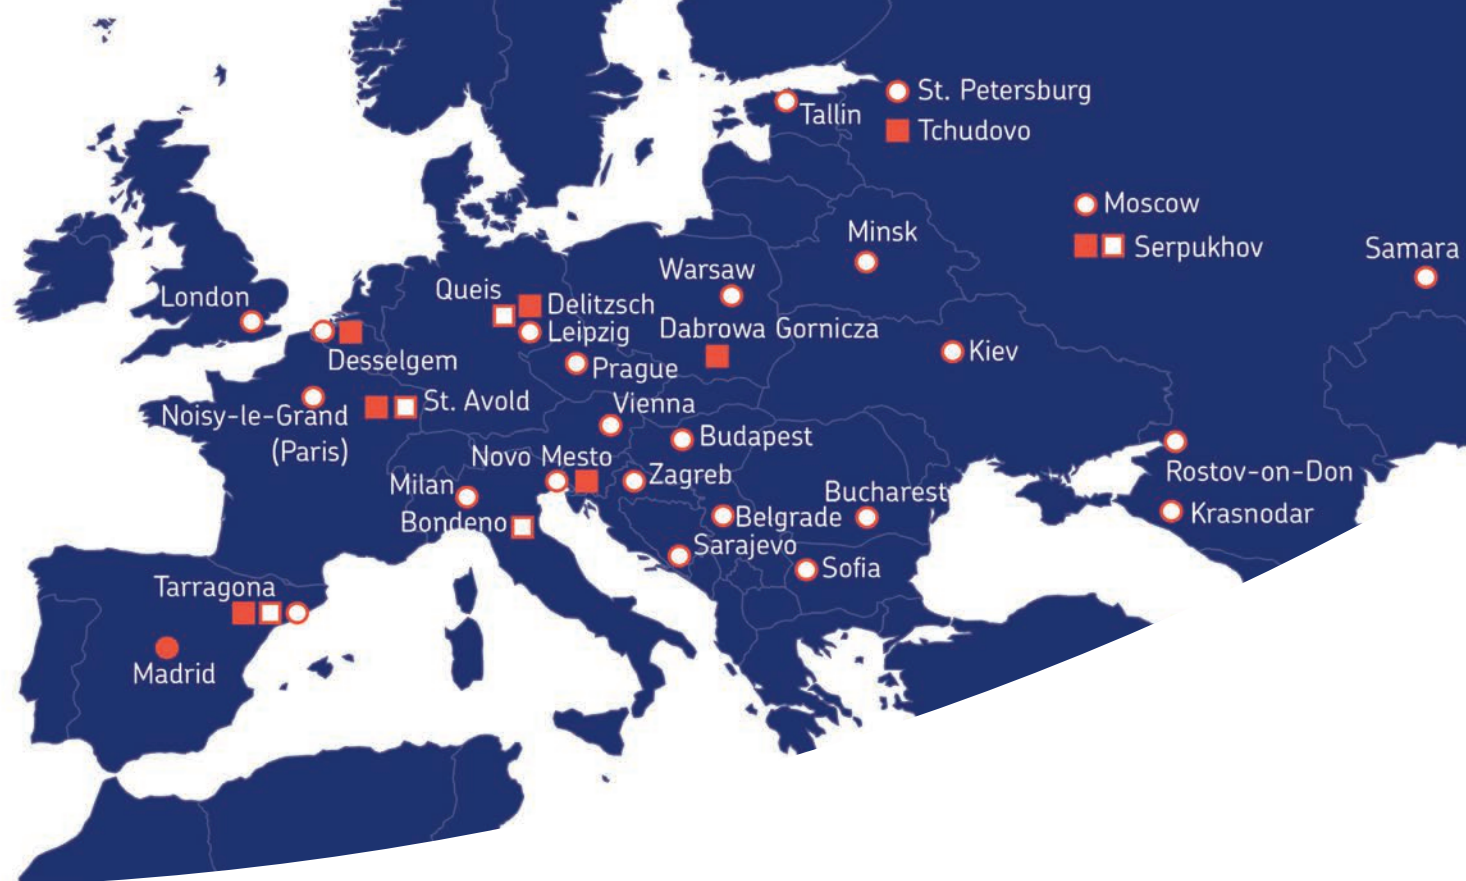 St. Petersburg
Tallin
Tchudovo
Moscow
Minsk
Serpukhov
Samara
Warsaw
Queis
London
Delitzsch
Leipzig
Dabrowa Gornicza
Kiev
Desselgem
Prague
St. Avold
Vienna
Noisy-le-Grand
(Paris)
Budapest
Novo Mesto
Rostov-on-Don
Zagreb
Milan
Bucharest
Krasnodar
Belgrade
Bondeno
Sarajevo
Sofia
Tarragona
Madrid